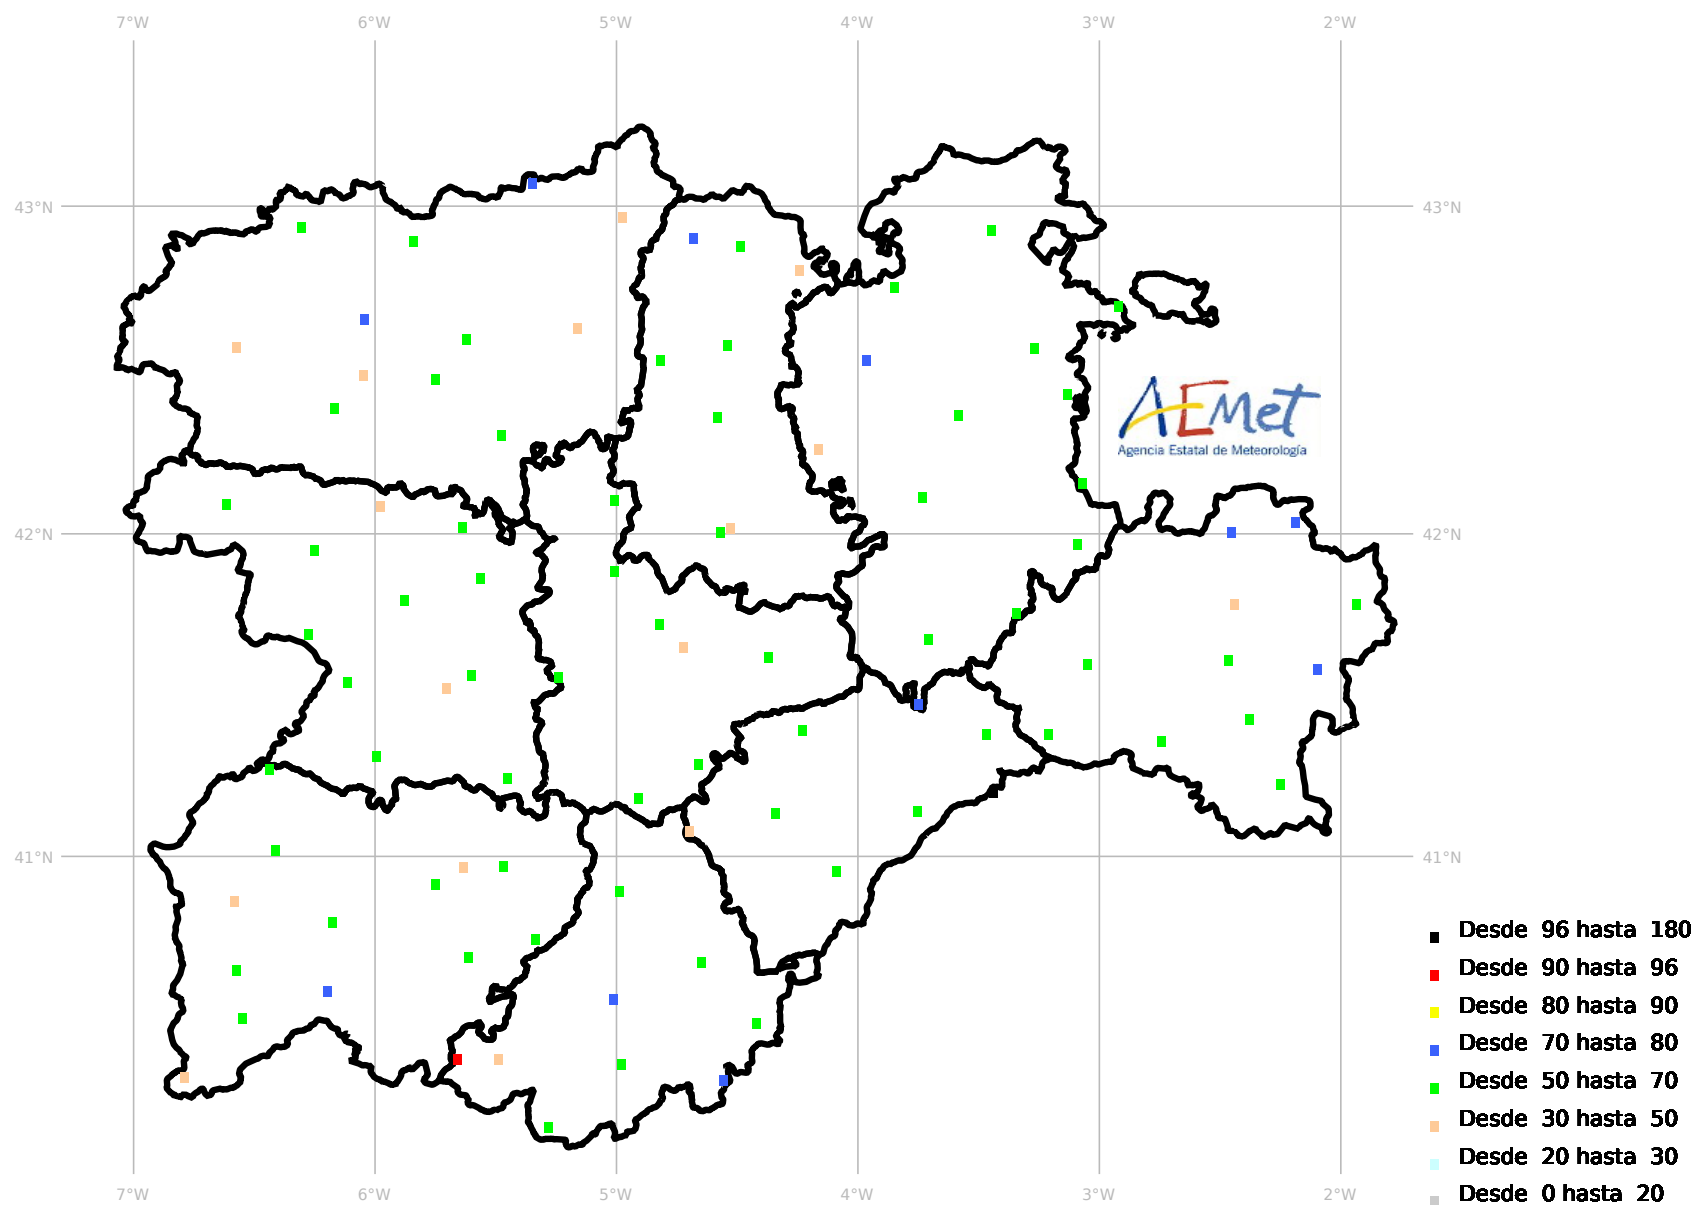 7°W 6°W 5°W 4°W 3°W 2°W
43°N 43°N
AEMet
Agencia Estatal de Meteorología
42°N 42°N
41°N 41°N
Desde 96 hasta 180
Desde 90 hasta 96
Desde 80 hasta 90
Desde 70 hasta 80
Desde 50 hasta 70
Desde 30 hasta 50
Desde 20 hasta 30
Desde 0 hasta 20
7°W 6°W 5°W 4°W 3°W 2°W